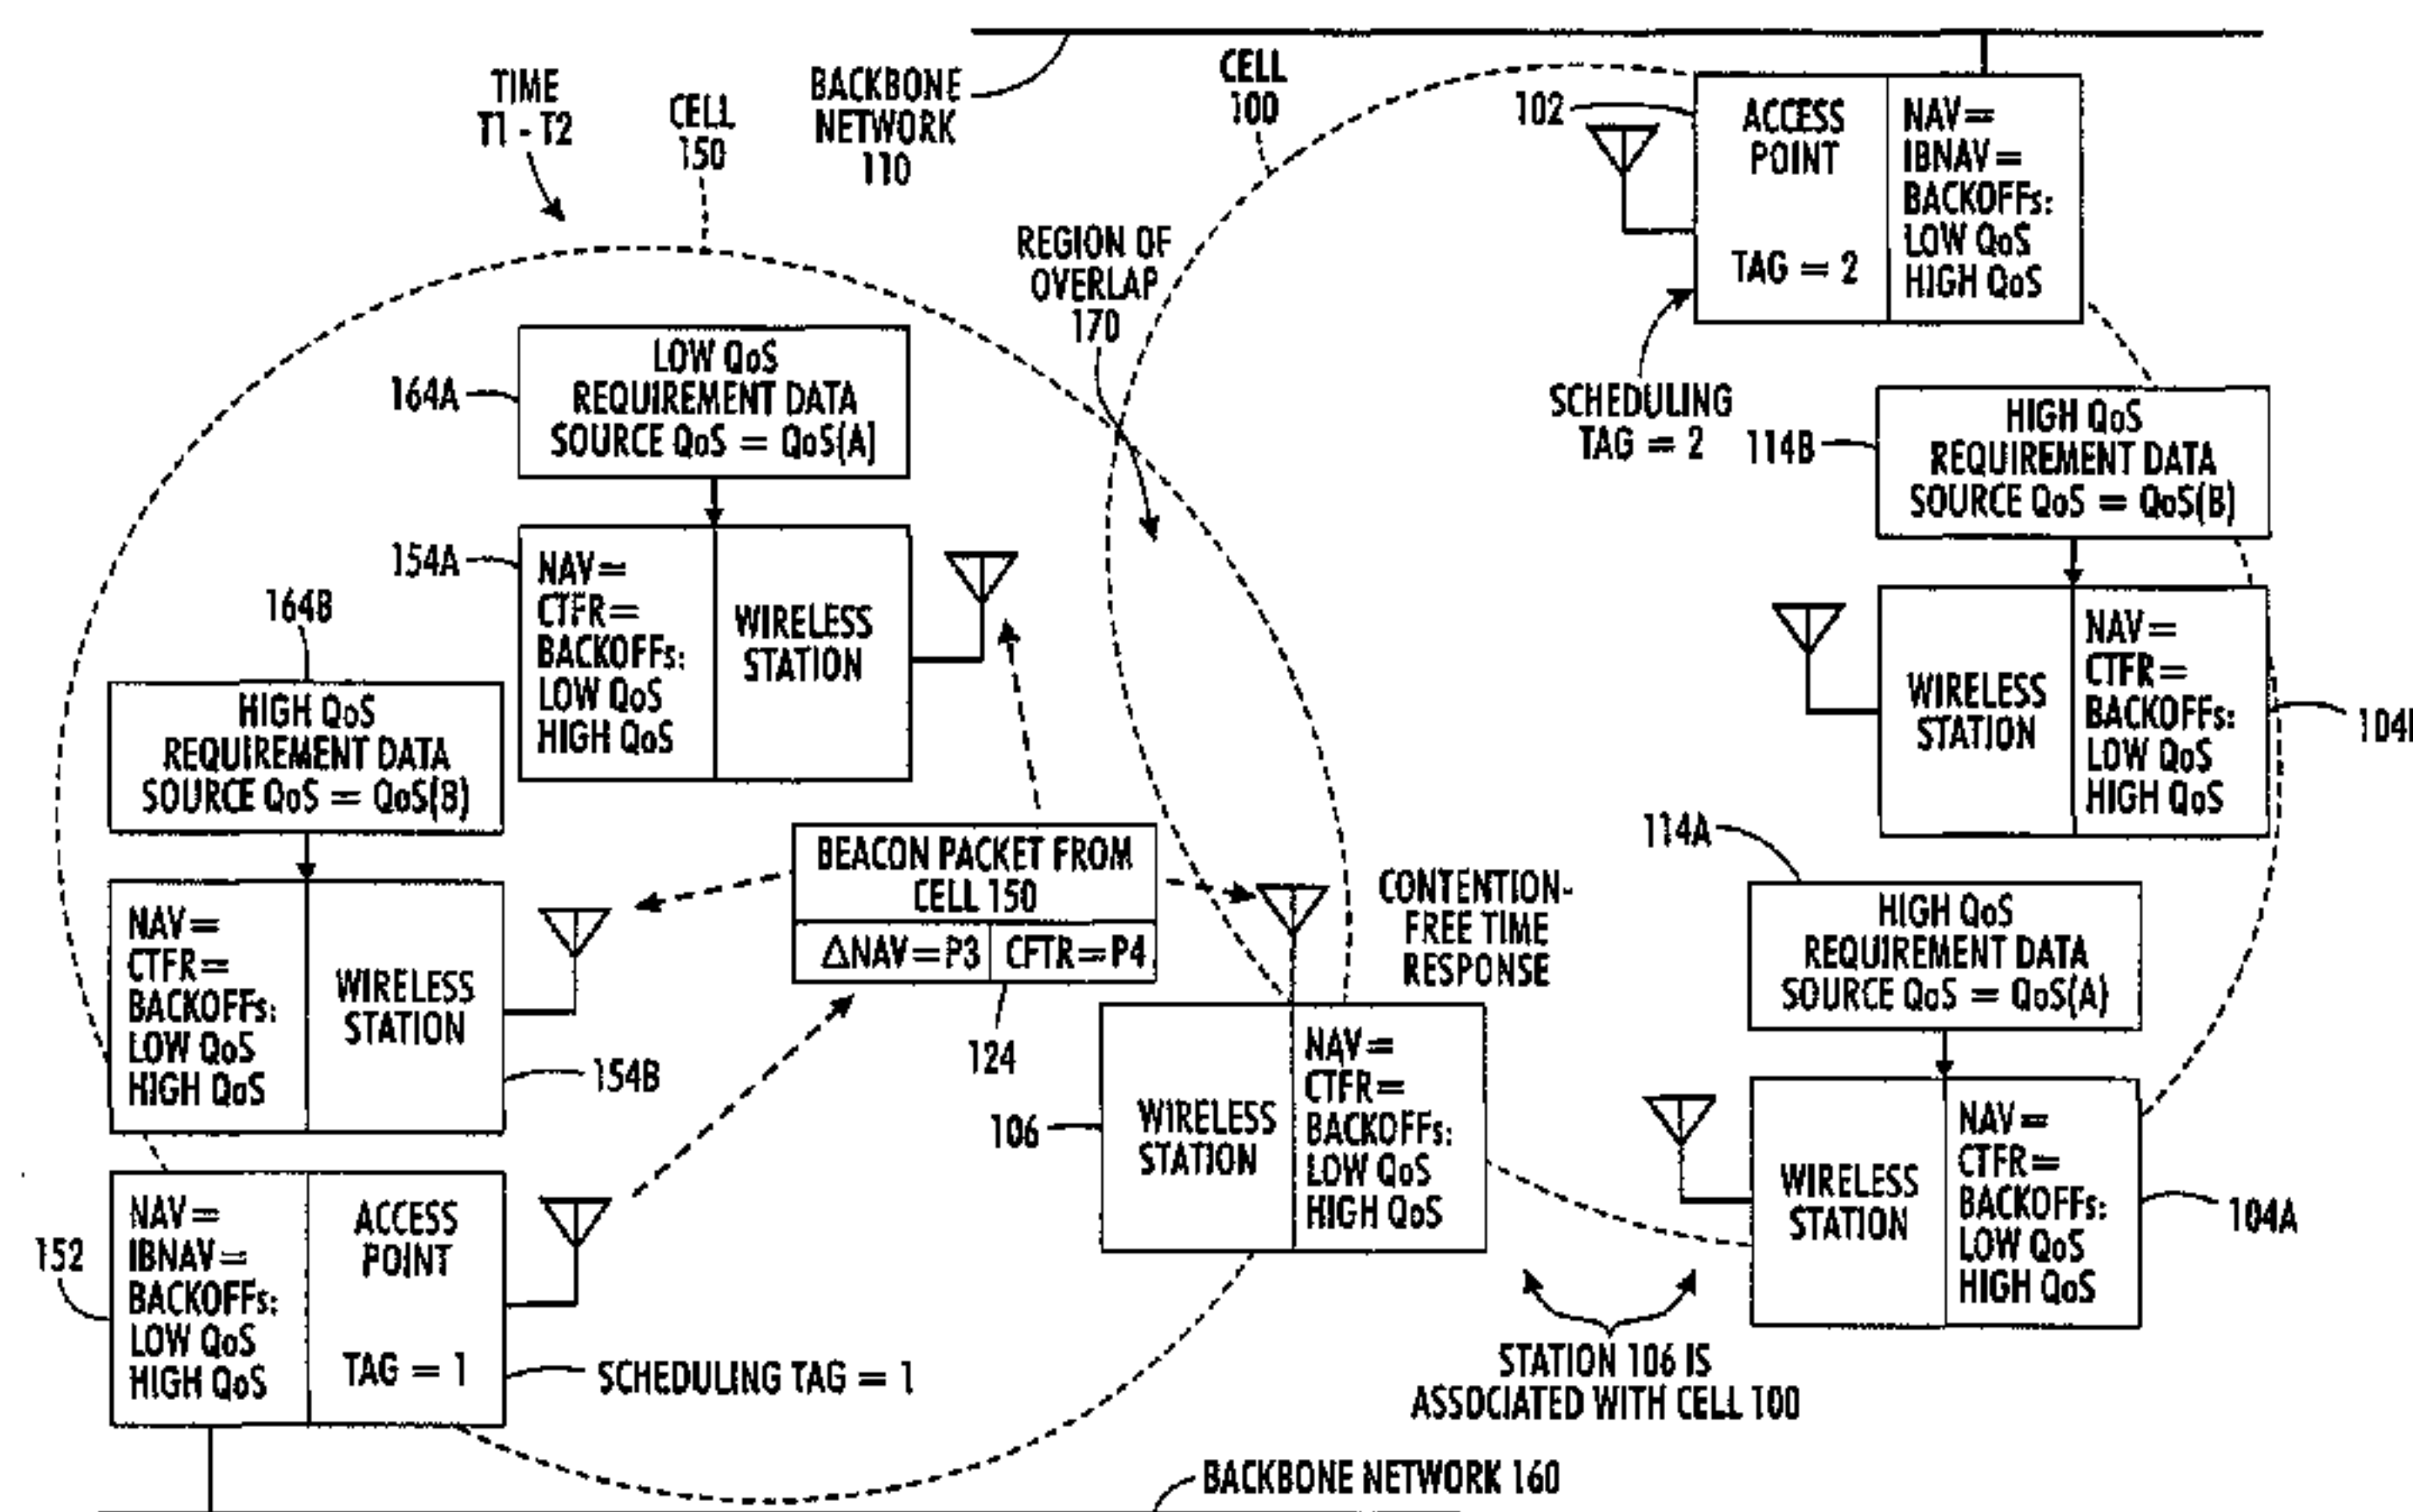 TIME
T1 - T2
CELL
150
BACKBONE
NETWORK
110
CELL
100
REGION OF
OVERLAP
170
102
ACCESS
POINT
TAG = 2
NAV=
IBNAV=
BACKOFFs:
LOW QoS
HIGH QoS
SCHEDULING
TAG = 2
164A
LOW QoS
REQUIREMENT DATA
SOURCE QoS = QoS(A)
154A
NAV=
CTFR=
BACKOFFs:
LOW QoS
HIGH QoS
WIRELESS
STATION
114B
HIGH QoS
REQUIREMENT DATA
SOURCE QoS = QoS(B)
WIRELESS
STATION
NAV=
CTFR=
BACKOFFs:
LOW QoS
HIGH QoS
164B
HIGH QoS
REQUIREMENT DATA
SOURCE QoS = QoS(B)
NAV=
CTFR=
BACKOFFs:
LOW QoS
HIGH QoS
WIRELESS
STATION
154B
BEACON PACKET FROM
CELL 150
ΔNAV=P3 CFTR=P4
124
CONTENTION-
FREE TIME
RESPONSE
106
WIRELESS
STATION
NAV=
CTFR=
BACKOFFs:
LOW QoS
HIGH QoS
114A
HIGH QoS
REQUIREMENT DATA
SOURCE QoS = QoS(A)
WIRELESS
STATION
NAV=
CTFR=
BACKOFFs:
LOW QoS
HIGH QoS
104A
152
NAV=
IBNAV=
BACKOFFs:
LOW QoS
HIGH QoS
ACCESS
POINT
TAG = 1
SCHEDULING TAG = 1
STATION 106 IS
ASSOCIATED WITH CELL 100
BACKBONE NETWORK 160